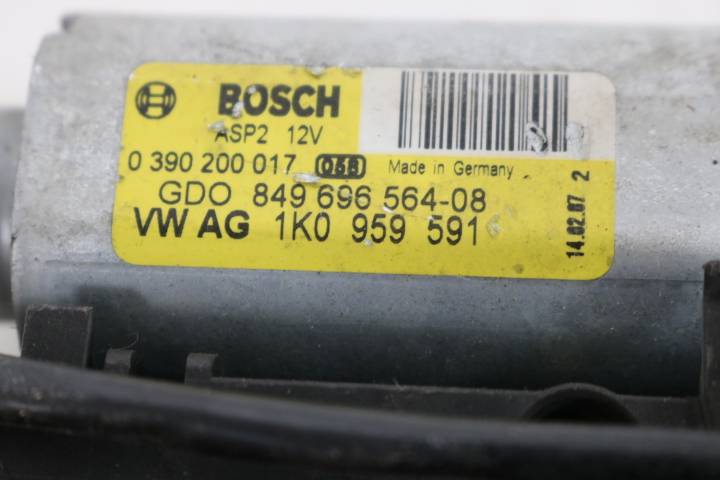 BOSCH
ASP2 12V
0 390 200 017 Made in Germany
GDO 849 696 564-08
VW AG 1K0 959 591
14.02.07 2